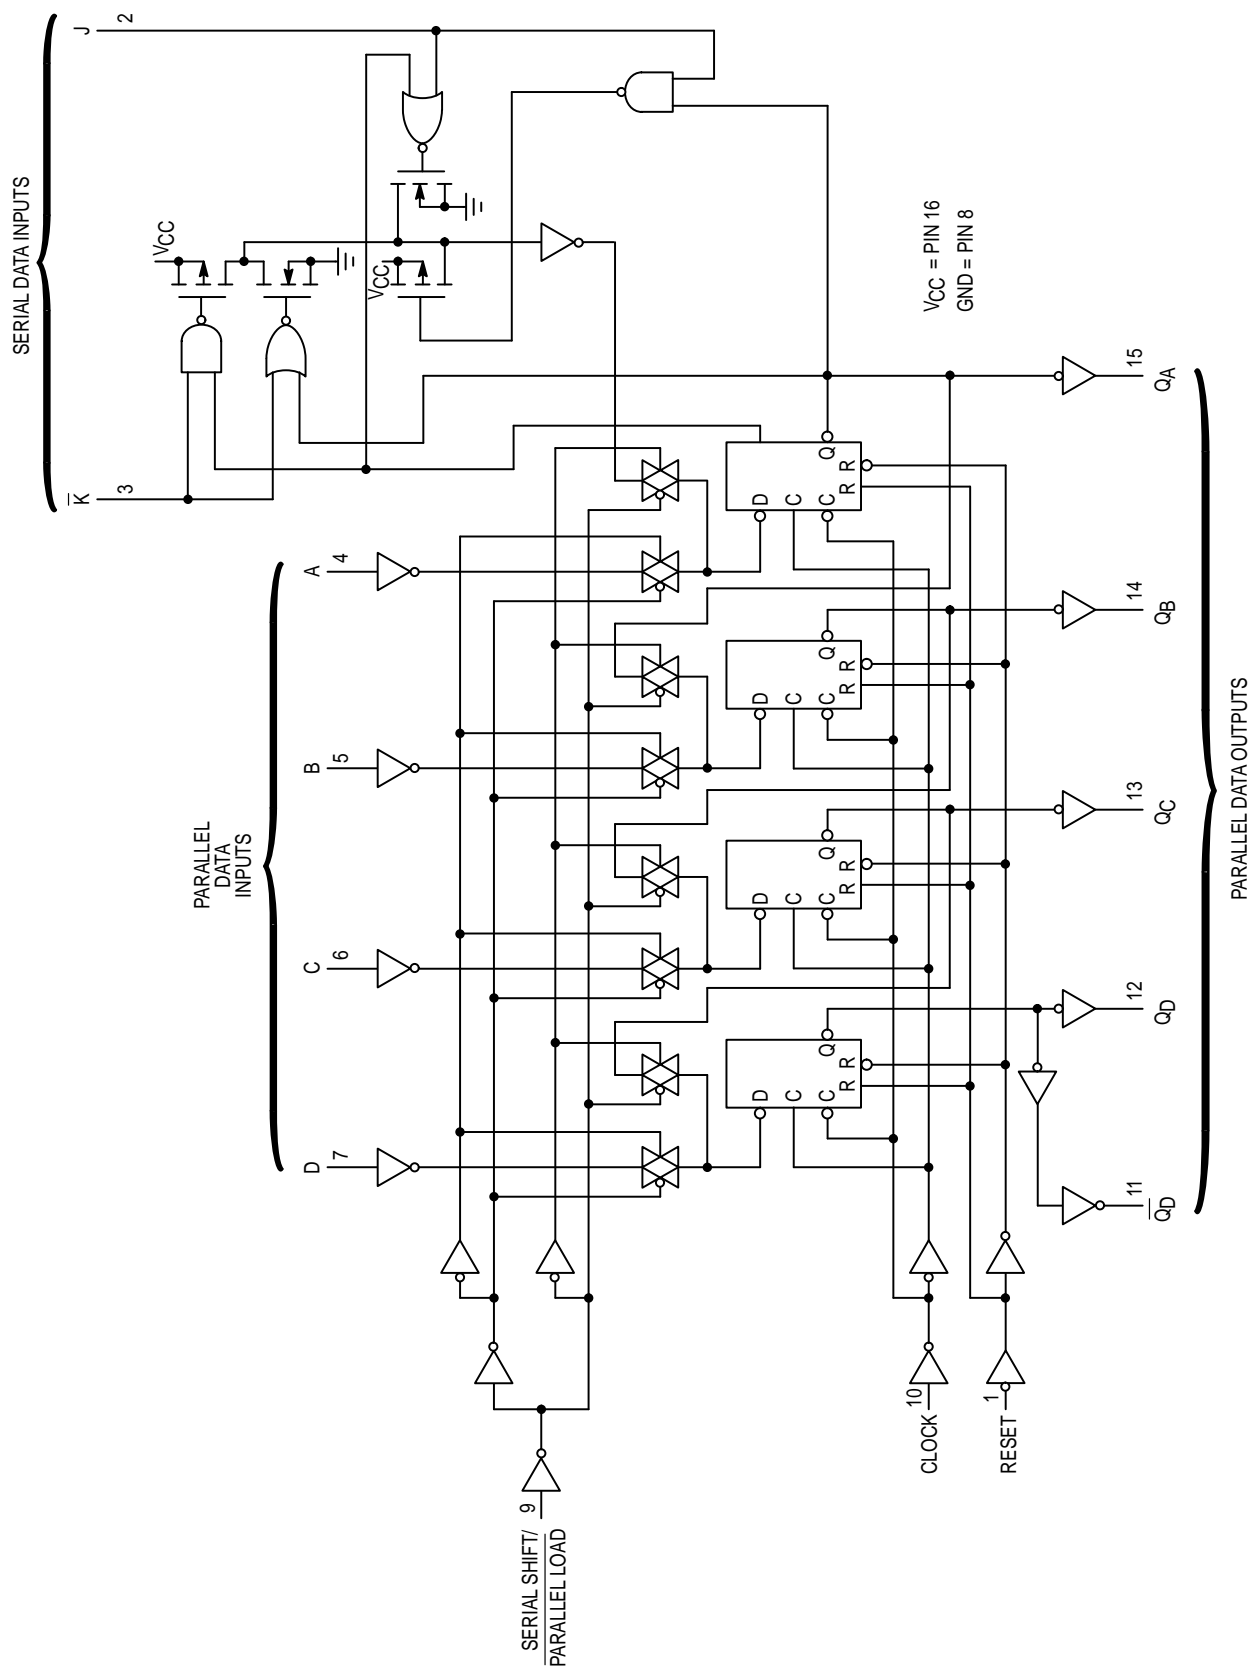 SERIAL DATA INPUTS
J
2
K
3
VCC
VCC
PARALLEL
DATA
INPUTS
A
4
B
5
C
6
D
7
D
C
C
Q
R
R
D
C
C
Q
R
R
D
C
C
Q
R
R
D
C
C
Q
R
R
VCC = PIN 16
GND = PIN 8
15
QA
14
QB
13
QC
12
QD
11
QD
PARALLEL DATA OUTPUTS
SERIAL SHIFT/
PARALLEL LOAD
9
CLOCK
10
RESET
1